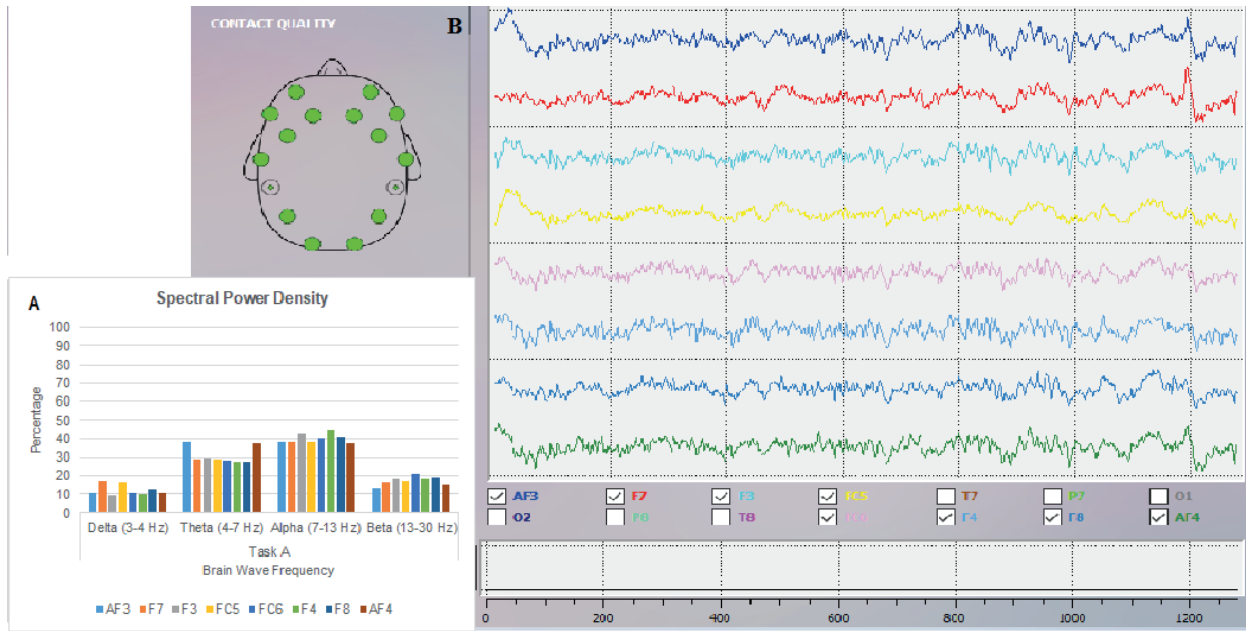 CONTACT QUALITY
B
A
Spectral Power Density
Percentage
100
90
80
70
60
50
40
30
20
10
0
Delta (3-4 Hz) Theta (4-7 Hz) Alpha (7-13 Hz) Beta (13-30 Hz)
Task A
Brain Wave Frequency
AF3 F7 F3 FC5 FC6 F4 F8 AF4
AF3 F7 F3 FC5 T7 P7 O1
O2 T8 F4 F8 AF4
0 200 400 600 800 1000 1200